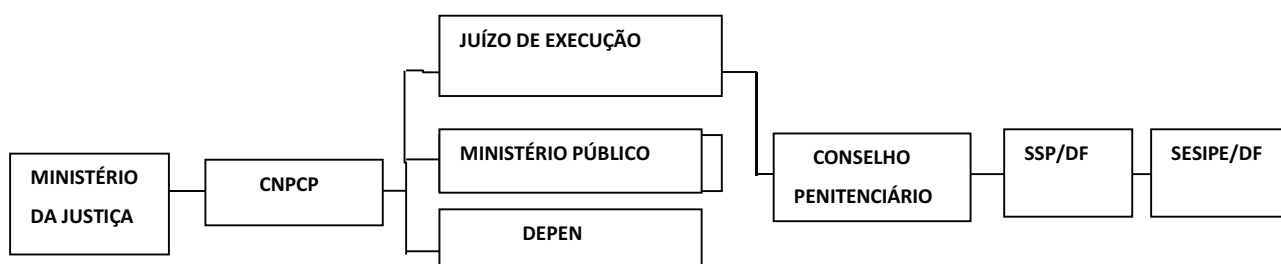 JUÍZO DE EXECUÇÃO
MINISTÉRIO PÚBLICO
DEPEN
MINISTÉRIO
DA JUSTIÇA
CNPCP
CONSELHO
PENITENCIÁRIO
SSP/DF
SESIPE/DF